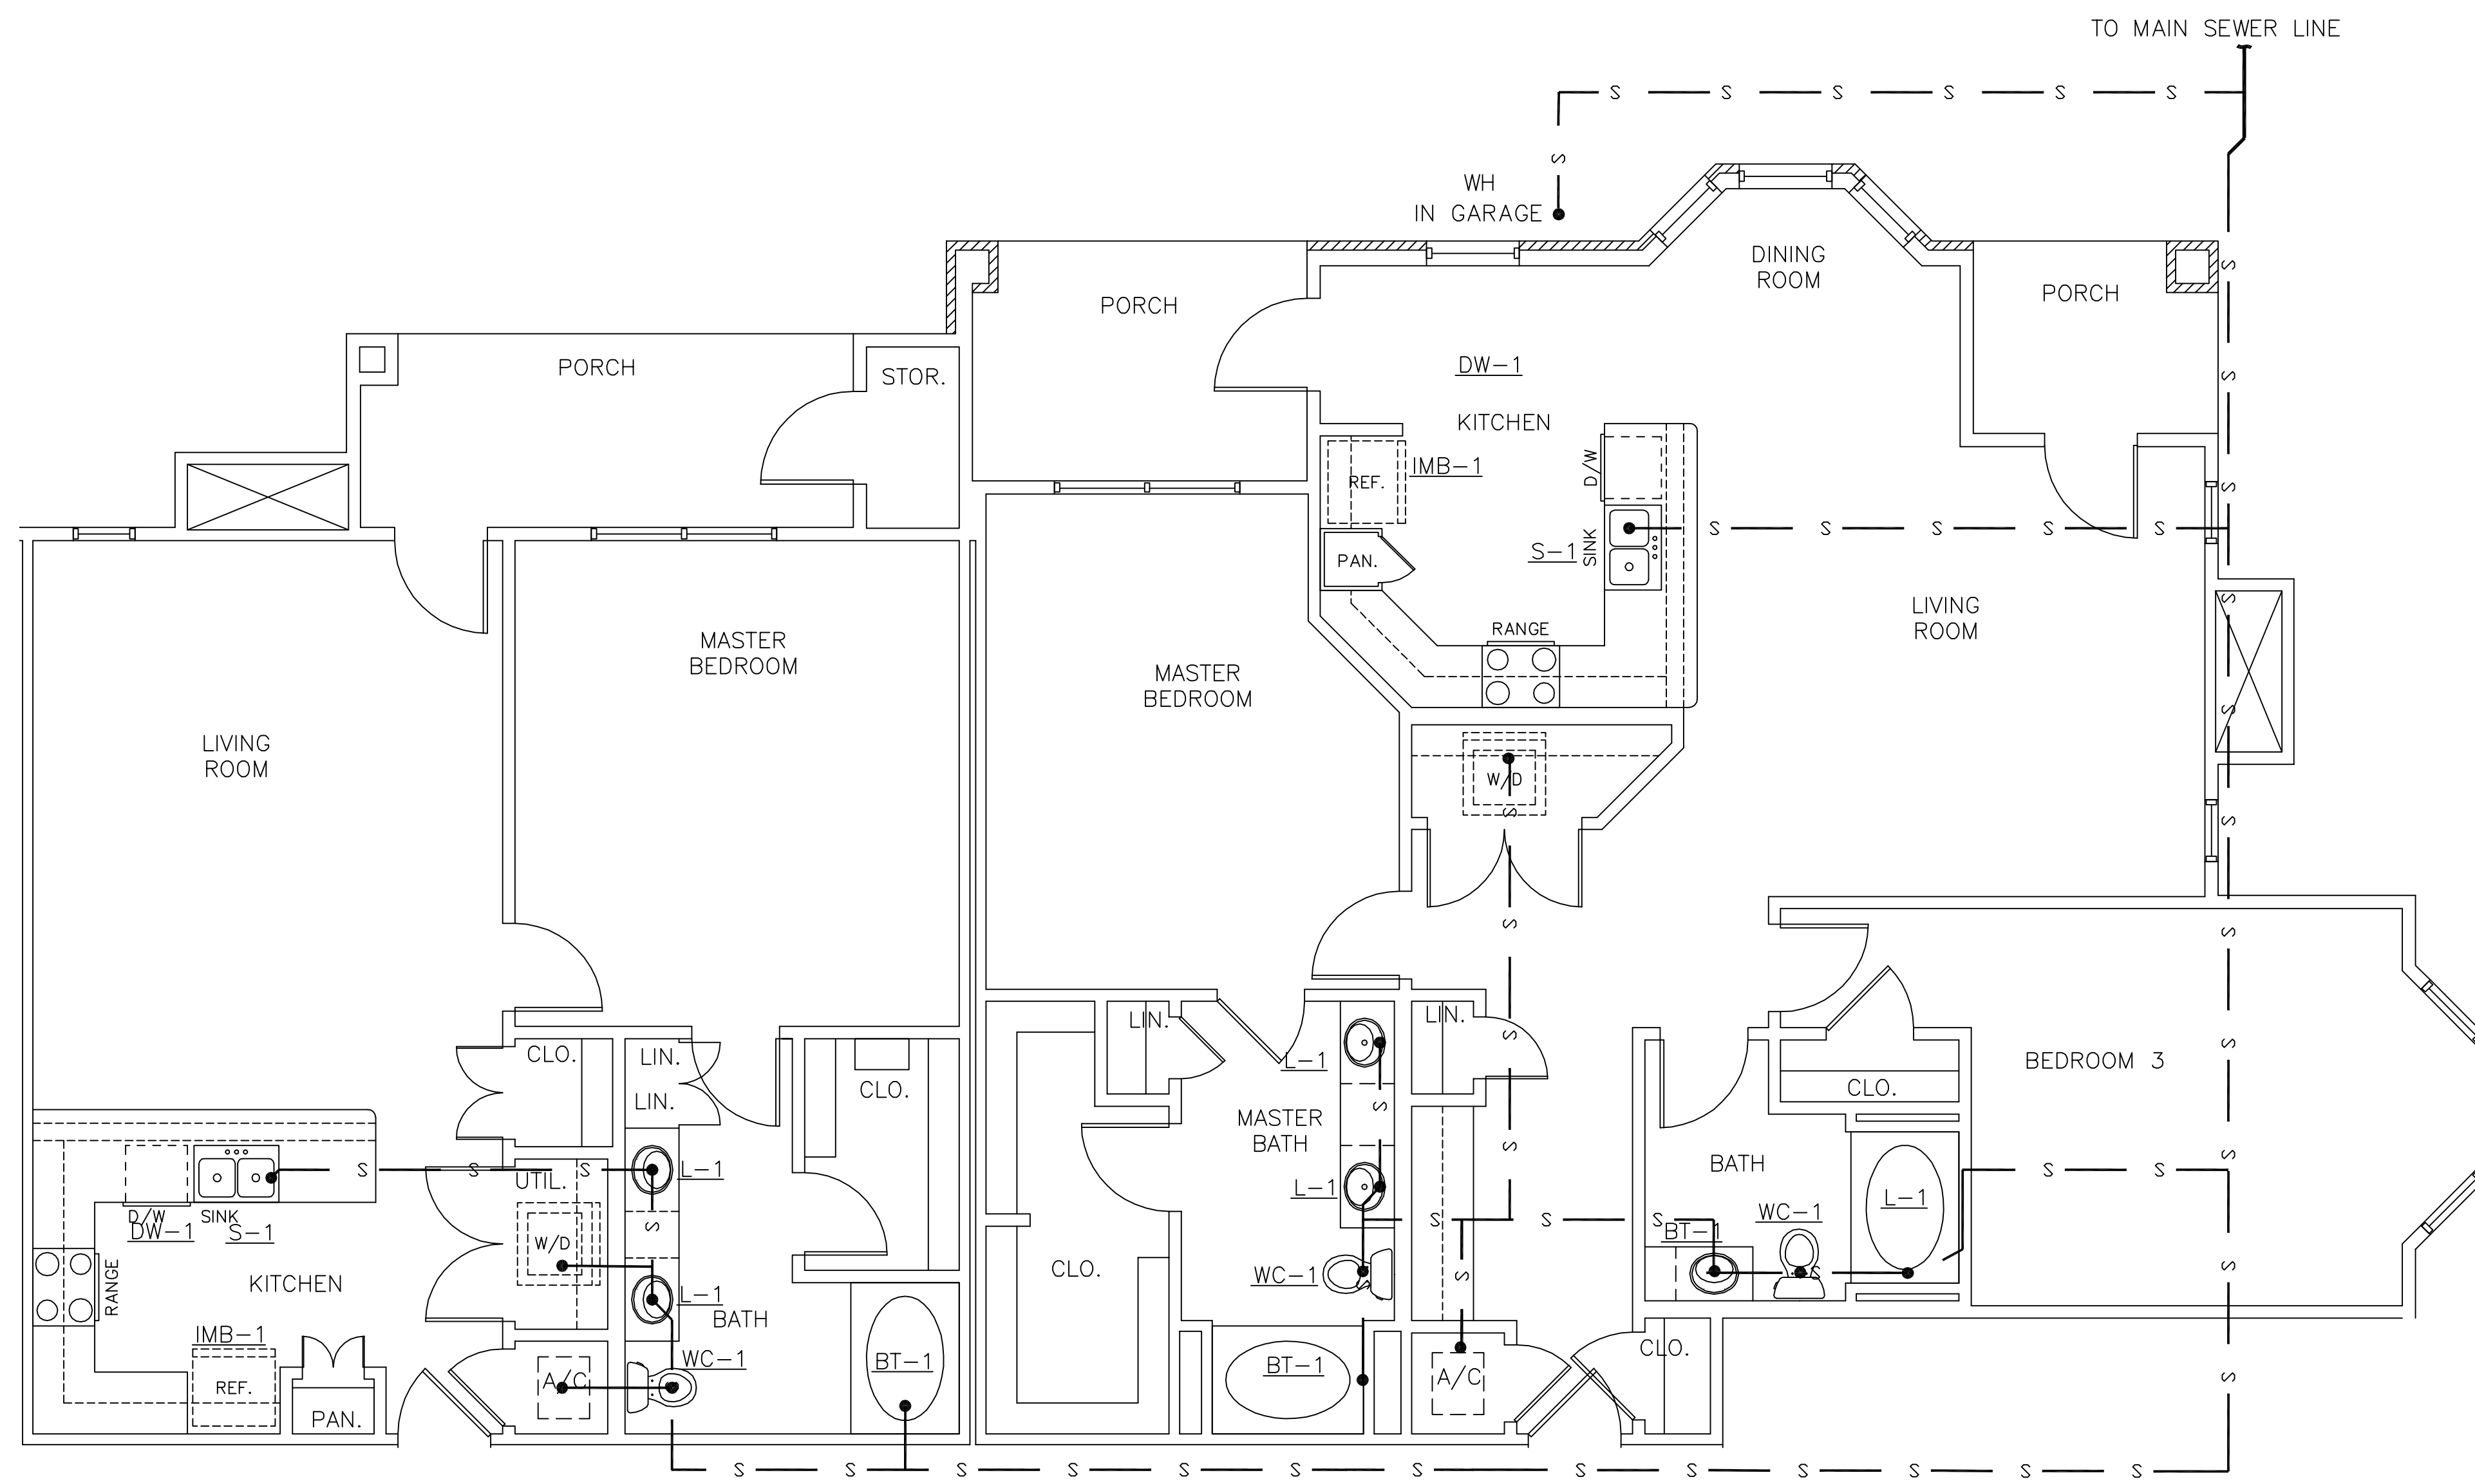 TO MAIN SEWER LINE
S S S S S S
S
WH
IN GARAGE
DINING
ROOM
S
PORCH
PORCH
PORCH
STOR.
DW-1
S
KITCHEN
IMB-1
D/W
REF.
S
S S S S S
S-1
SINK
PAN.
S
LIVING
ROOM
RANGE
MASTER
BEDROOM
MASTER
BEDROOM
S
LIVING
ROOM
W/D
S
S
S
S
LIN.
LIN.
S
S
CLO.
LIN.
L-1
BEDROOM 3
CLO.
CLO.
LIN.
S
MASTER
BATH
S
S
BATH
S S S
S S
L-1
UTIL.
L-1
L-1
D/W
SINK
DW-1
S-1
S
S S S
BT-1
WC-1
W/D
KITCHEN
RANGE
CLO.
WC-1
S
S
S
S
L-1
BATH
IMB-1
WC-1
BT-1
BT-1
A/C
CLO.
REF.
A/C
S
PAN.
S S S S S S S S S S S S S